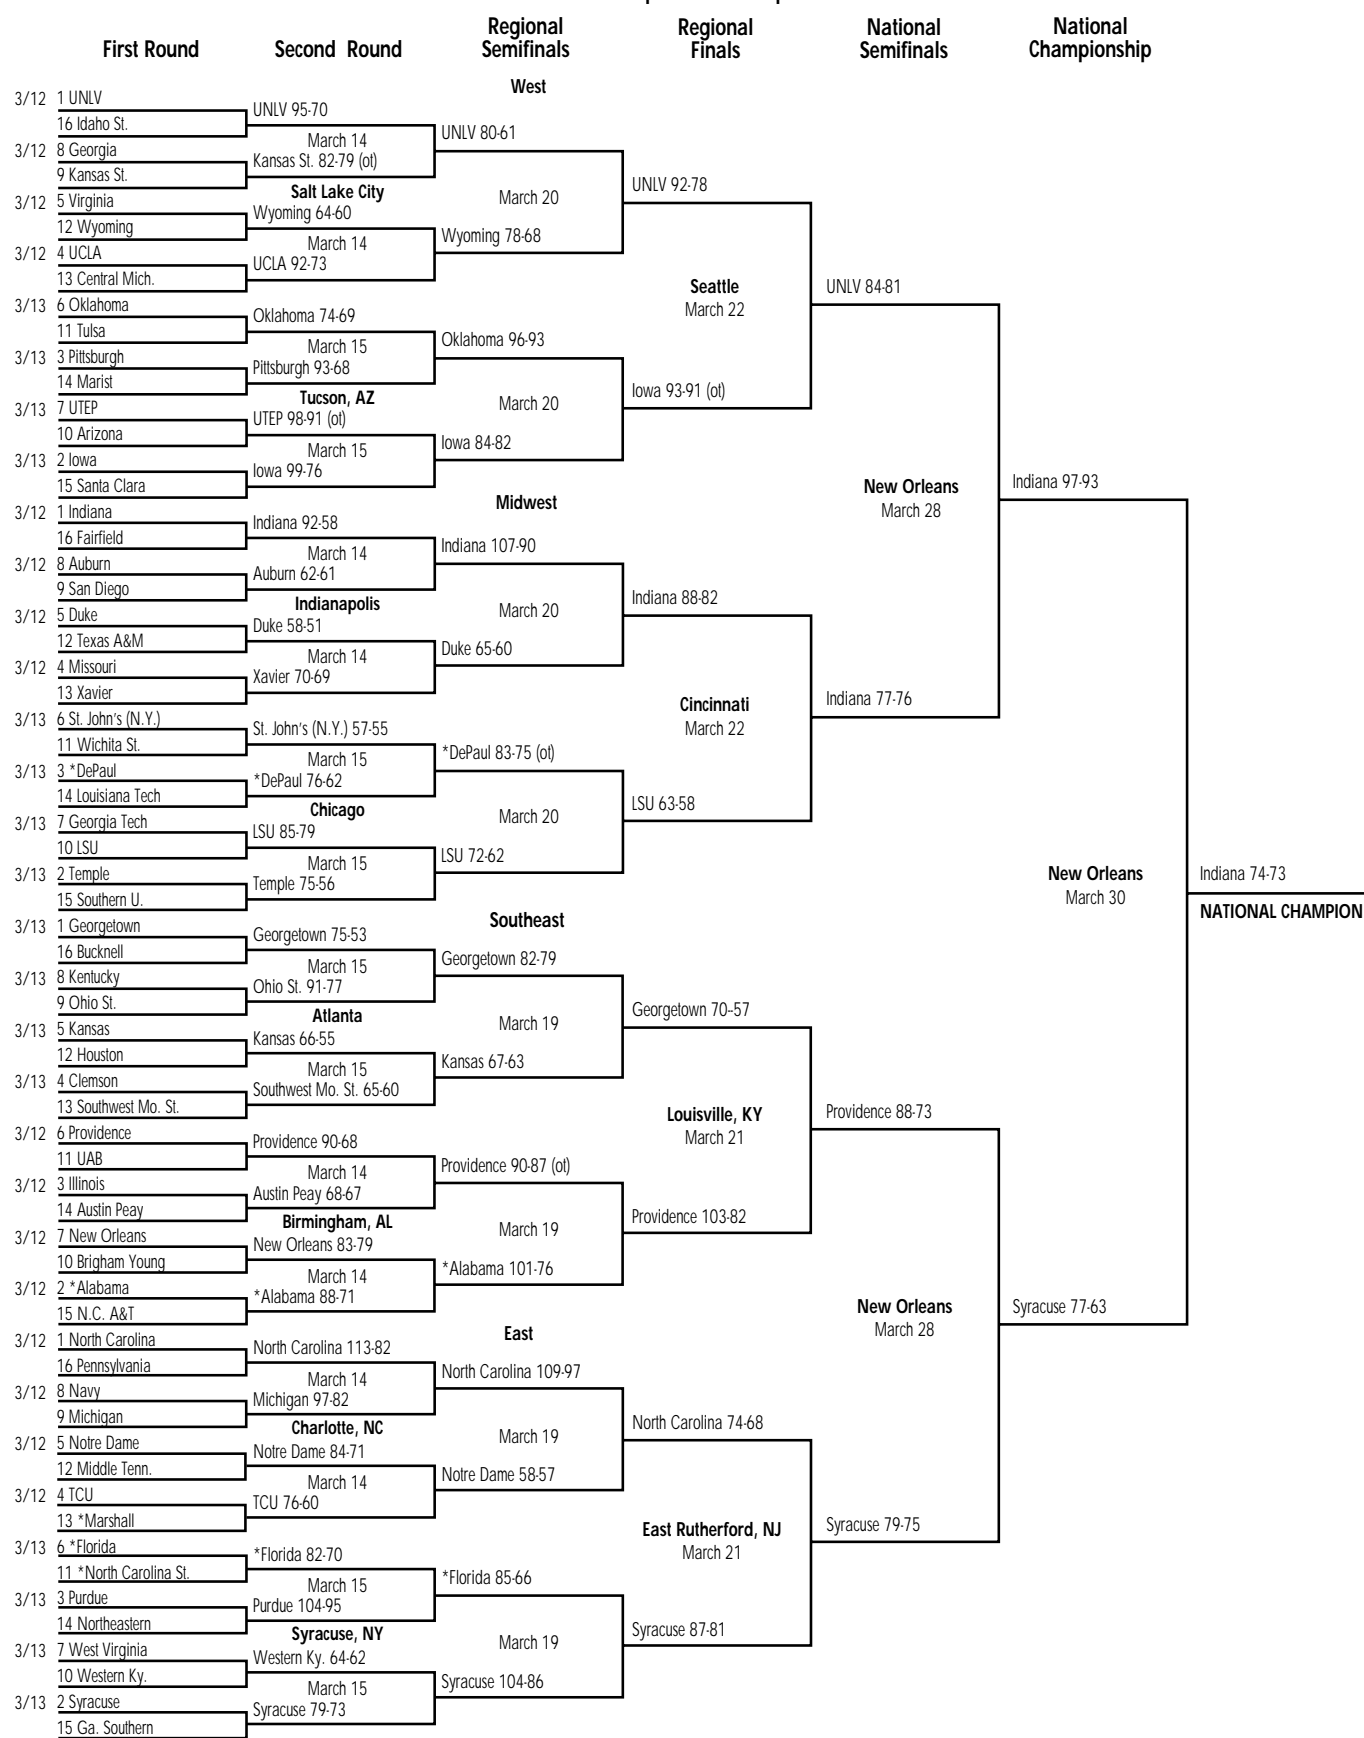 First Round
Second Round
Regional Semifinals
Regional Finals
National Semifinals
National Championship
West
3/12 1 UNLV
16 Idaho St.
3/12 8 Georgia
9 Kansas St.
3/12 5 Virginia
12 Wyoming
3/12 4 UCLA
13 Central Mich.
3/13 6 Oklahoma
11 Tulsa
3/13 3 Pittsburgh
14 Marist
3/13 7 UTEP
10 Arizona
3/13 2 Iowa
15 Santa Clara
UNLV 95-70
March 14
Kansas St. 82-79 (ot)
Salt Lake City
Wyoming 64-60
March 14
UCLA 92-73
Oklahoma 74-69
March 15
Pittsburgh 93-68
Tucson, AZ
UTEP 98-91 (ot)
March 15
Iowa 99-76
UNLV 80-61
March 20
Wyoming 78-68
Oklahoma 96-93
March 20
Iowa 84-82
UNLV 92-78
Seattle
March 22
Iowa 93-91 (ot)
UNLV 84-81
Midwest
3/12 1 Indiana
16 Fairfield
3/12 8 Auburn
9 San Diego
3/12 5 Duke
12 Texas A&M
3/12 4 Missouri
13 Xavier
3/13 6 St. John's (N.Y.)
11 Wichita St.
3/13 3 *DePaul
14 Louisiana Tech
3/13 7 Georgia Tech
10 LSU
3/13 2 Temple
15 Southern U.
Indiana 92-58
March 14
Auburn 62-61
Indianapolis
Duke 58-51
March 14
Xavier 70-69
St. John's (N.Y.) 57-55
March 15
*DePaul 76-62
Chicago
LSU 85-79
March 15
Temple 75-56
Indiana 107-90
March 20
Duke 65-60
*DePaul 83-75 (ot)
March 20
LSU 72-62
Indiana 88-82
Cincinnati
March 22
LSU 63-58
Indiana 77-76
New Orleans
March 28
Indiana 97-93
Southeast
3/13 1 Georgetown
16 Bucknell
3/13 8 Kentucky
9 Ohio St.
3/13 5 Kansas
12 Houston
3/13 4 Clemson
13 Southwest Mo. St.
3/12 6 Providence
11 UAB
3/12 3 Illinois
14 Austin Peay
3/12 7 New Orleans
10 Brigham Young
3/12 2 *Alabama
15 N.C. A&T
Georgetown 75-53
March 15
Ohio St. 91-77
Atlanta
Kansas 66-55
March 15
Southwest Mo. St. 65-60
Providence 90-68
March 14
Austin Peay 68-67
Birmingham, AL
New Orleans 83-79
March 14
*Alabama 88-71
Georgetown 82-79
March 19
Kansas 67-63
Providence 90-87 (ot)
March 19
*Alabama 101-76
Georgetown 70-57
Louisville, KY
March 21
Providence 103-82
Providence 88-73
East
3/12 1 North Carolina
16 Pennsylvania
3/12 8 Navy
9 Michigan
3/12 5 Notre Dame
12 Middle Tenn.
3/12 4 TCU
13 *Marshall
3/13 6 *Florida
11 *North Carolina St.
3/13 3 Purdue
14 Northeastern
3/13 7 West Virginia
10 Western Ky.
3/13 2 Syracuse
15 Ga. Southern
North Carolina 113-82
March 14
Michigan 97-82
Charlotte, NC
Notre Dame 84-71
March 14
TCU 76-60
*Florida 82-70
March 15
Purdue 104-95
Syracuse, NY
Western Ky. 64-62
March 15
Syracuse 79-73
North Carolina 109-97
March 19
Notre Dame 58-57
*Florida 85-66
March 19
Syracuse 104-86
North Carolina 74-68
East Rutherford, NJ
March 21
Syracuse 87-81
Syracuse 79-75
New Orleans
March 28
Syracuse 77-63
New Orleans
March 30
Indiana 74-73
NATIONAL CHAMPION